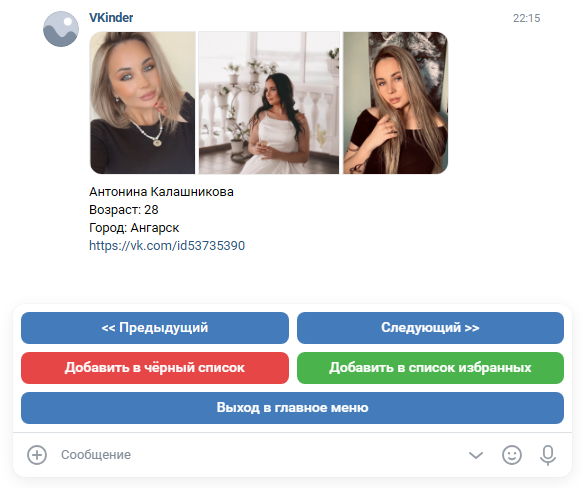 VKinder 22:15
Антонина Калашникова
Возраст: 28
Город: Ангарск
https://vk.com/id53735390
<< Предыдущий
Следующий >>
Добавить в чёрный список
Добавить в список избранных
Выход в главное меню
Сообщение